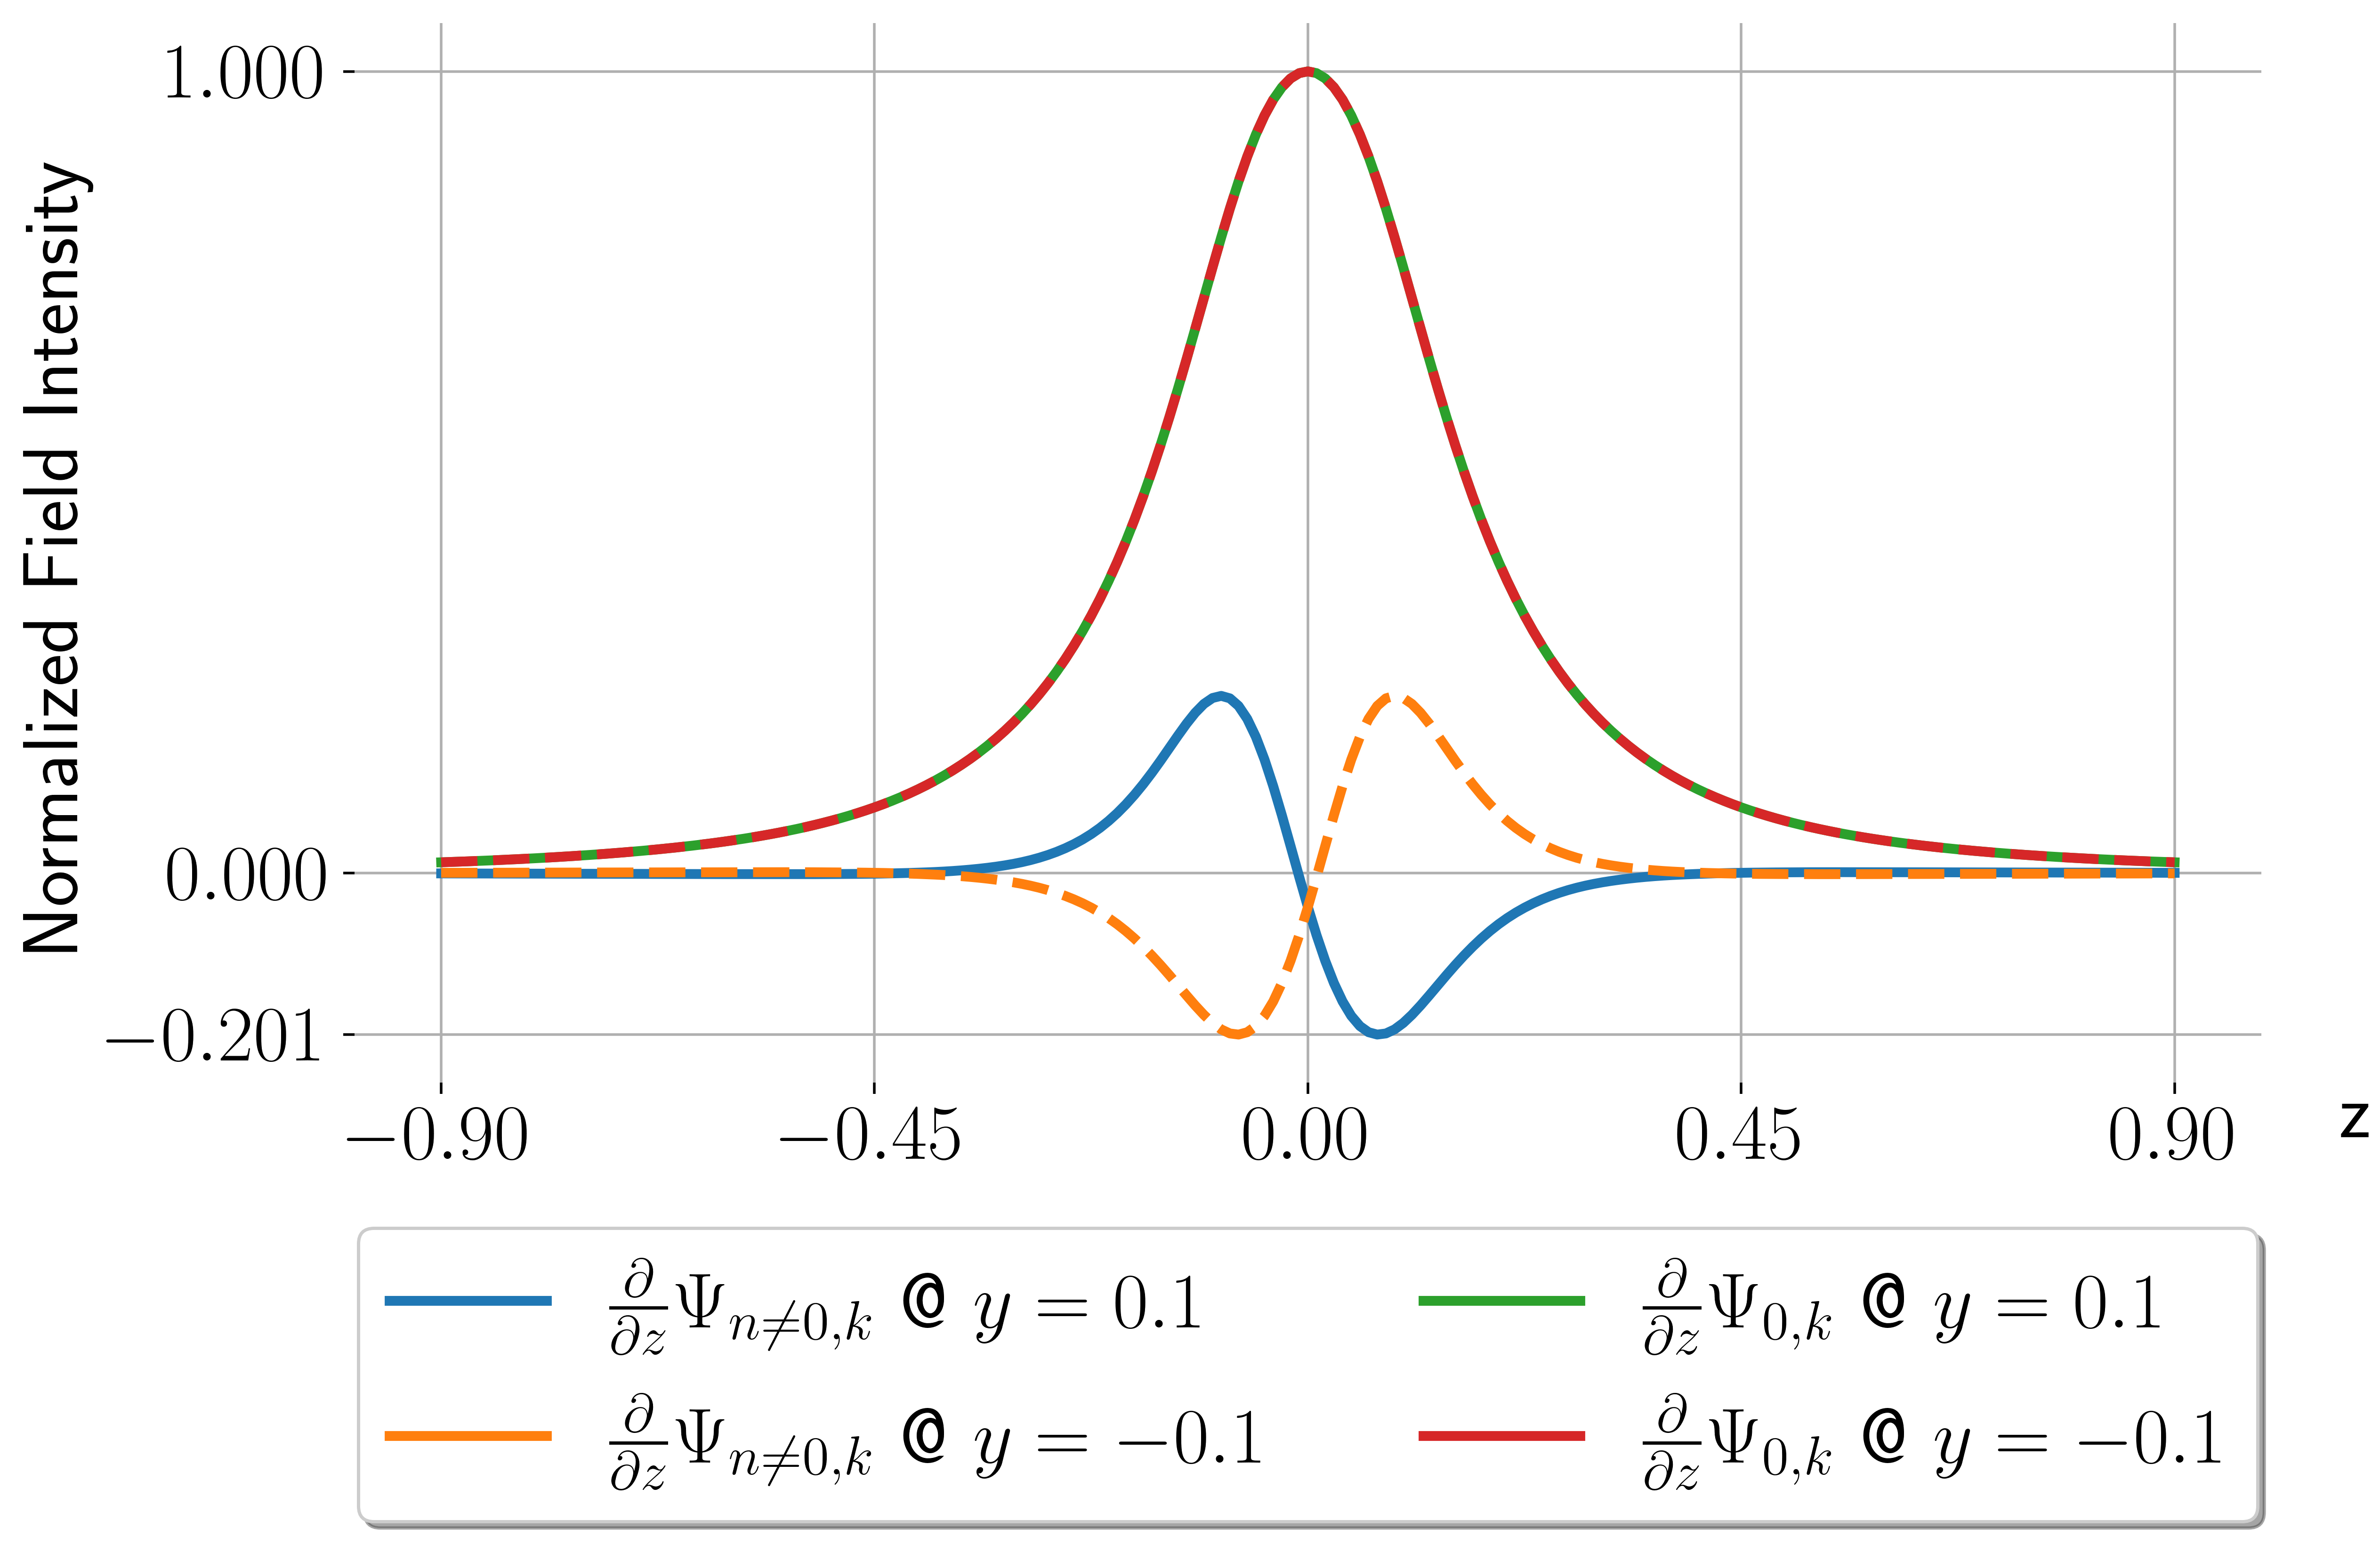 Normalized Field Intensity
1.000
0.000
−0.201
−0.90 −0.45 0.00 0.45 0.90 z
∂/∂z Ψ_{n≠0,k} @ y = 0.1
∂/∂z Ψ_{n≠0,k} @ y = −0.1
∂/∂z Ψ_{0,k} @ y = 0.1
∂/∂z Ψ_{0,k} @ y = −0.1